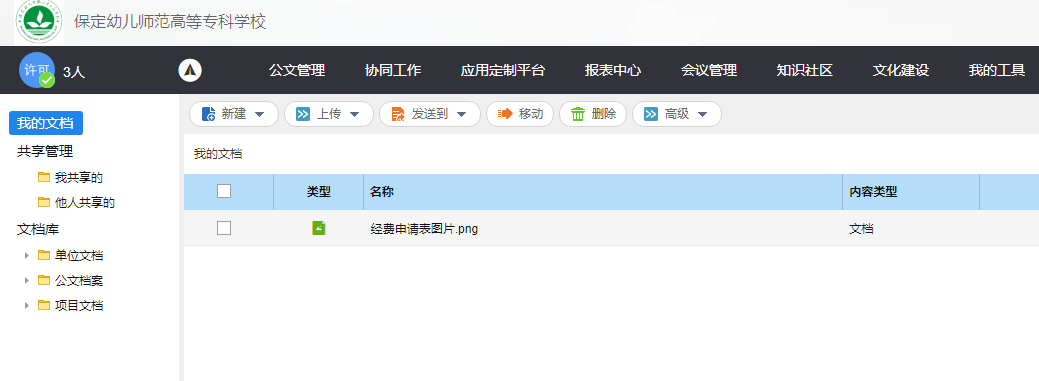 保定幼儿师范高等专科学校
许可 3人 公文管理 协同工作 应用定制平台 报表中心 会议管理 知识社区 文化建设 我的工具
我的文档
共享管理
我共享的
他人共享的
文档库
单位文档
公文档案
项目文档
新建 上传 发送到 移动 删除 高级
我的文档
类型 名称 内容类型
经费申请表图片.png 文档